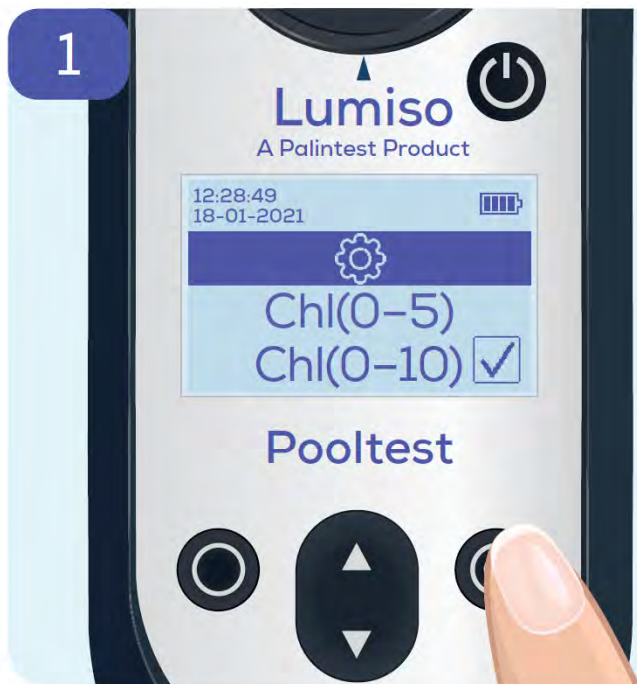 1
Lumiso
A Palintest Product
12:28:49
18-01-2021
Chl(0–5)
Chl(0–10)
Pooltest